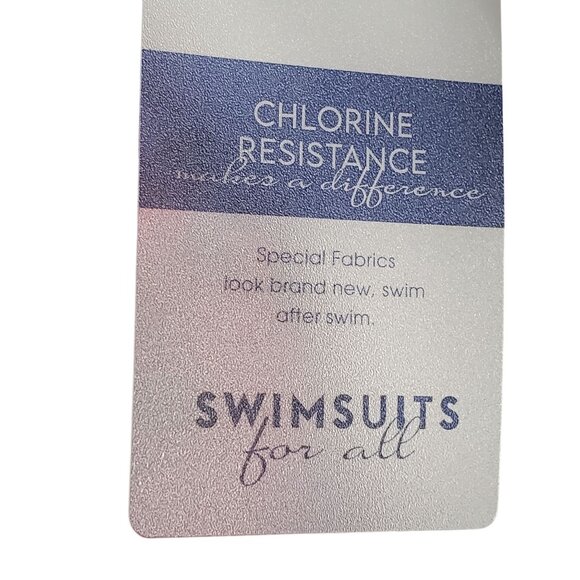 CHLORINE
RESISTANCE
makes a difference
Special Fabrics
look brand new, swim
after swim.
SWIMSUITS
for all